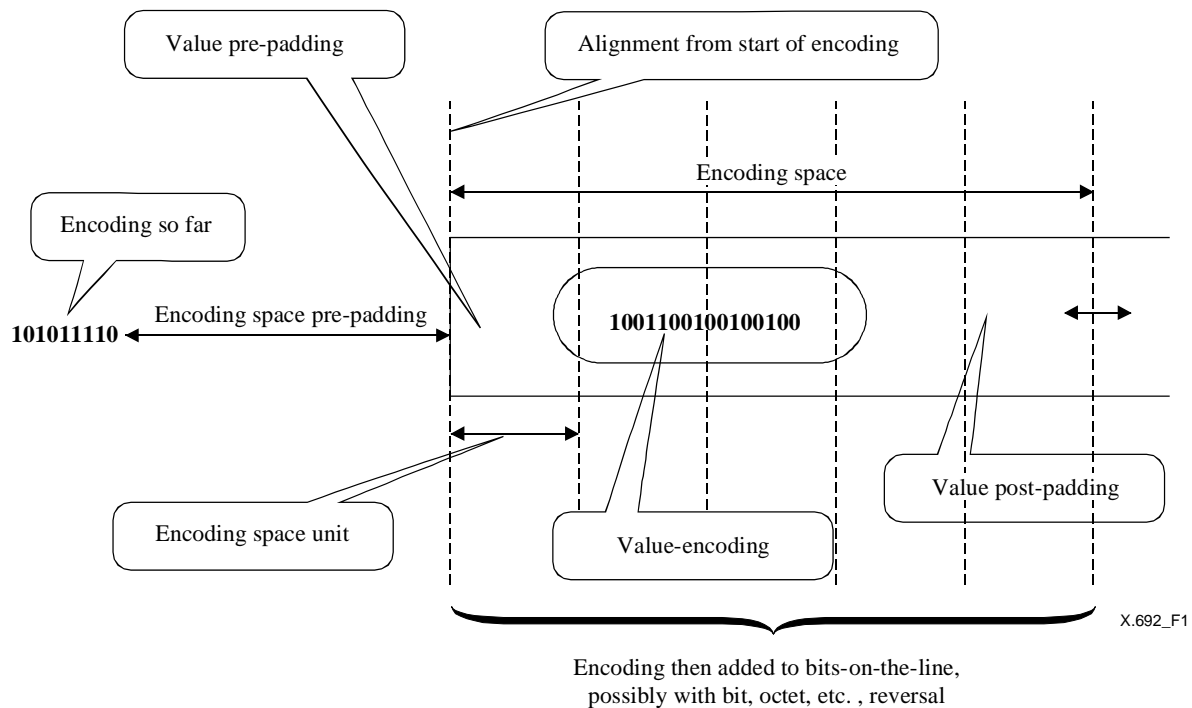 Value pre-padding
Alignment from start of encoding
Encoding space
Encoding so far
Encoding space pre-padding
101011110
1001100100100100
Value post-padding
Encoding space unit
Value-encoding
X.692_F1
Encoding then added to bits-on-the-line,
possibly with bit, octet, etc. , reversal